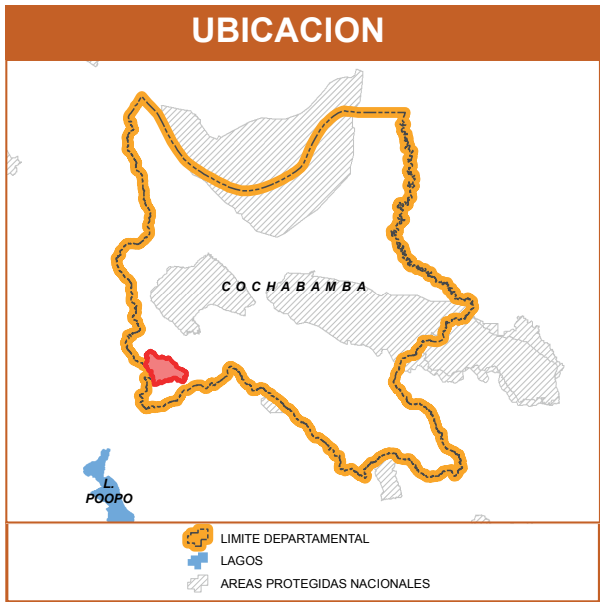 UBICACION
COCHABAMBA
L.
POOPO
LIMITE DEPARTAMENTAL
LAGOS
AREAS PROTEGIDAS NACIONALES